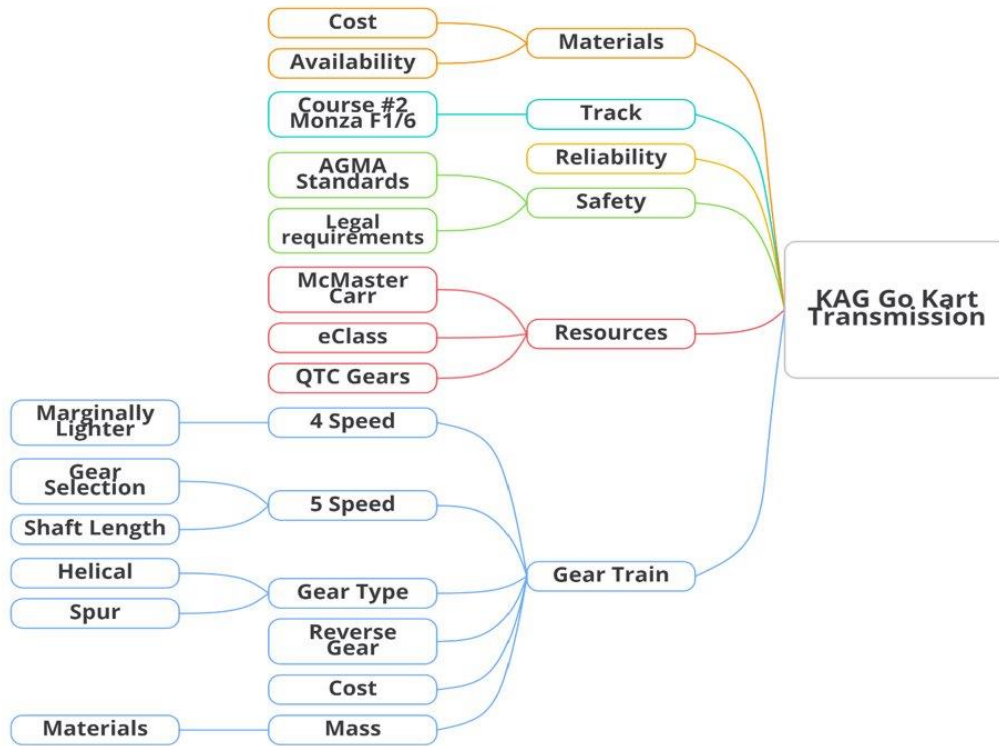 Cost
Materials
Availability
Course #2
Monza F1/6
Track
Reliability
AGMA
Standards
Safety
Legal
requirements
KAG Go Kart
Transmission
McMaster
Carr
Resources
eClass
QTC Gears
Marginally
Lighter
4 Speed
Gear
Selection
5 Speed
Shaft Length
Gear Train
Helical
Gear Type
Spur
Reverse
Gear
Cost
Materials
Mass